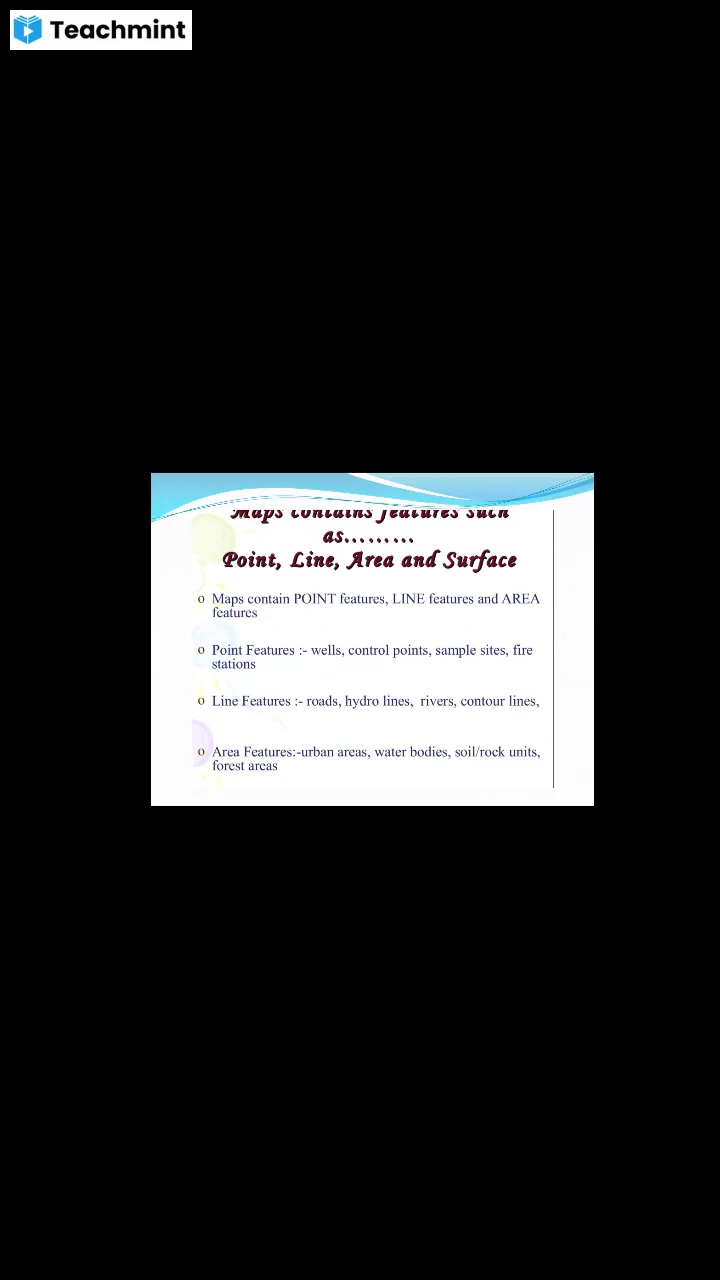 Teachmint
Maps contains features such
as.........
Point, Line, Area and Surface
o Maps contain POINT features, LINE features and AREA
features
o Point Features :- wells, control points, sample sites, fire
stations
o Line Features :- roads, hydro lines,  rivers, contour lines,
o Area Features:-urban areas, water bodies, soil/rock units,
forest areas